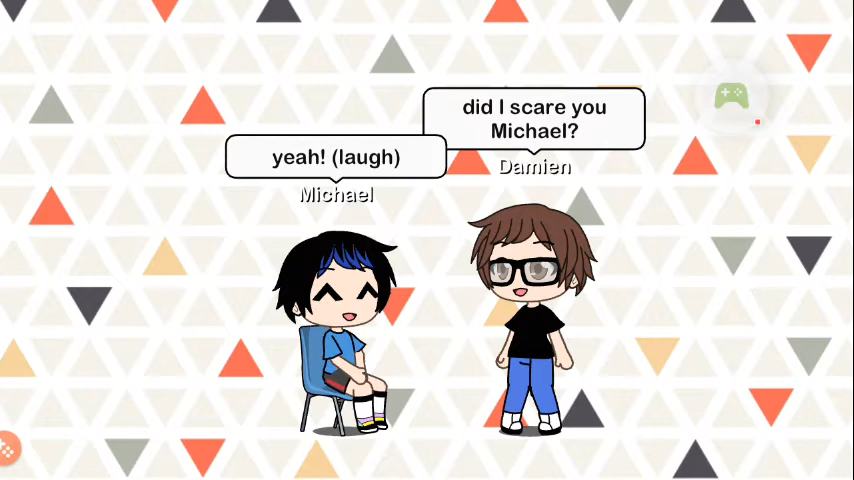 did I scare you
Michael?
Damien
yeah! (laugh)
Michael